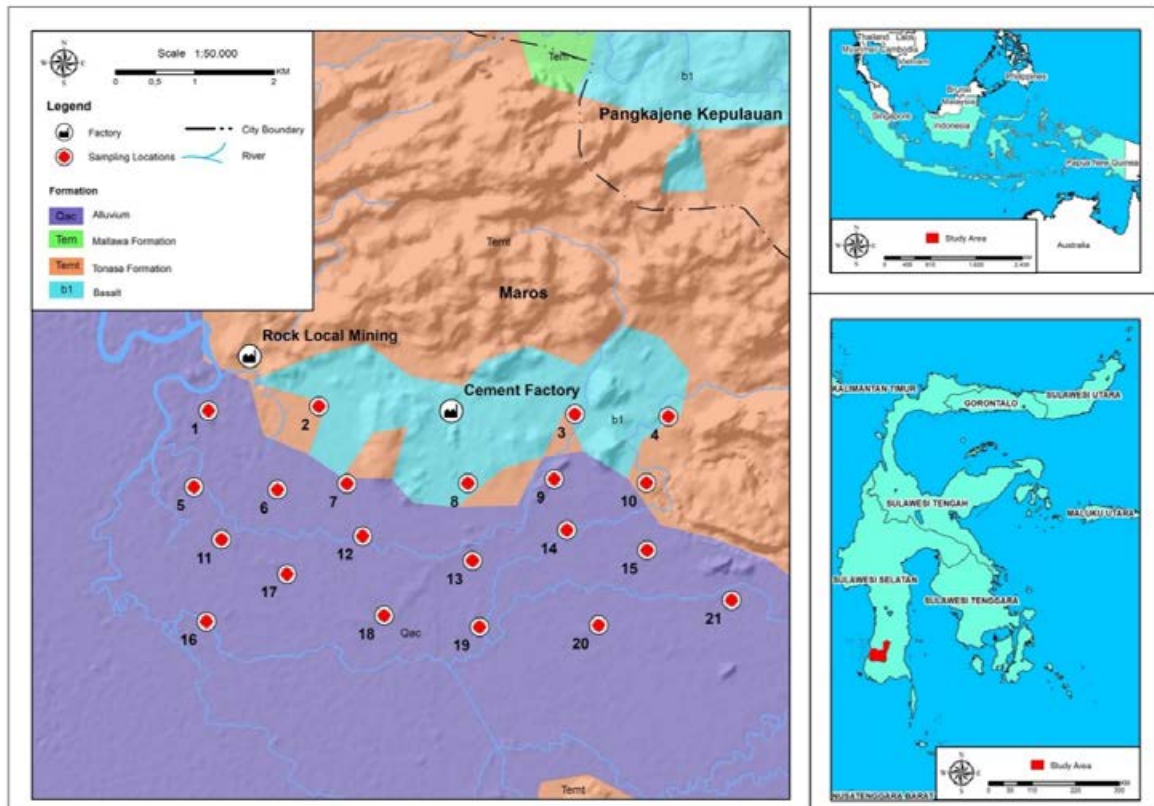 N
W
E
S
Scale 1:50.000
0 0,5 1 2 KM
Legend
Factory
City Boundary
Sampling Locations
River
Formation
Qac Alluvium
Tem Mallawa Formation
Temt Tonasa Formation
b1 Basalt
Tem
b1
Pangkajene Kepulauan
Temt
Maros
Rock Local Mining
Cement Factory
b1
1
2
3
4
5
6
7
8
9
10
11
12
13
14
15
16
17
18
Qac
19
20
21
Temt
Thailand Laos
Myanmar Cambodia
Vietnam
Philippines
Brunei
Malaysia
Singapore
Indonesia
Papua New Guinea
Study Area
Australia
KALIMANTAN TIMUR
SULAWESI UTARA
GORONTALO
SULAWESI TENGAH
MALUKU UTARA
SULAWESI SELATAN
SULAWESI TENGGARA
Study Area
NUSATENGGARA BARAT